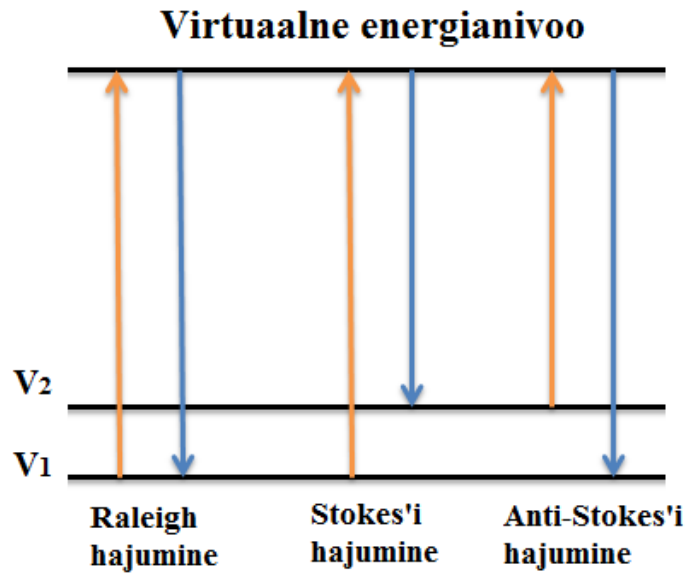 Virtuaalne energianivoo
V2
V1
Raleigh
hajumine
Stokes'i
hajumine
Anti-Stokes'i
hajumine